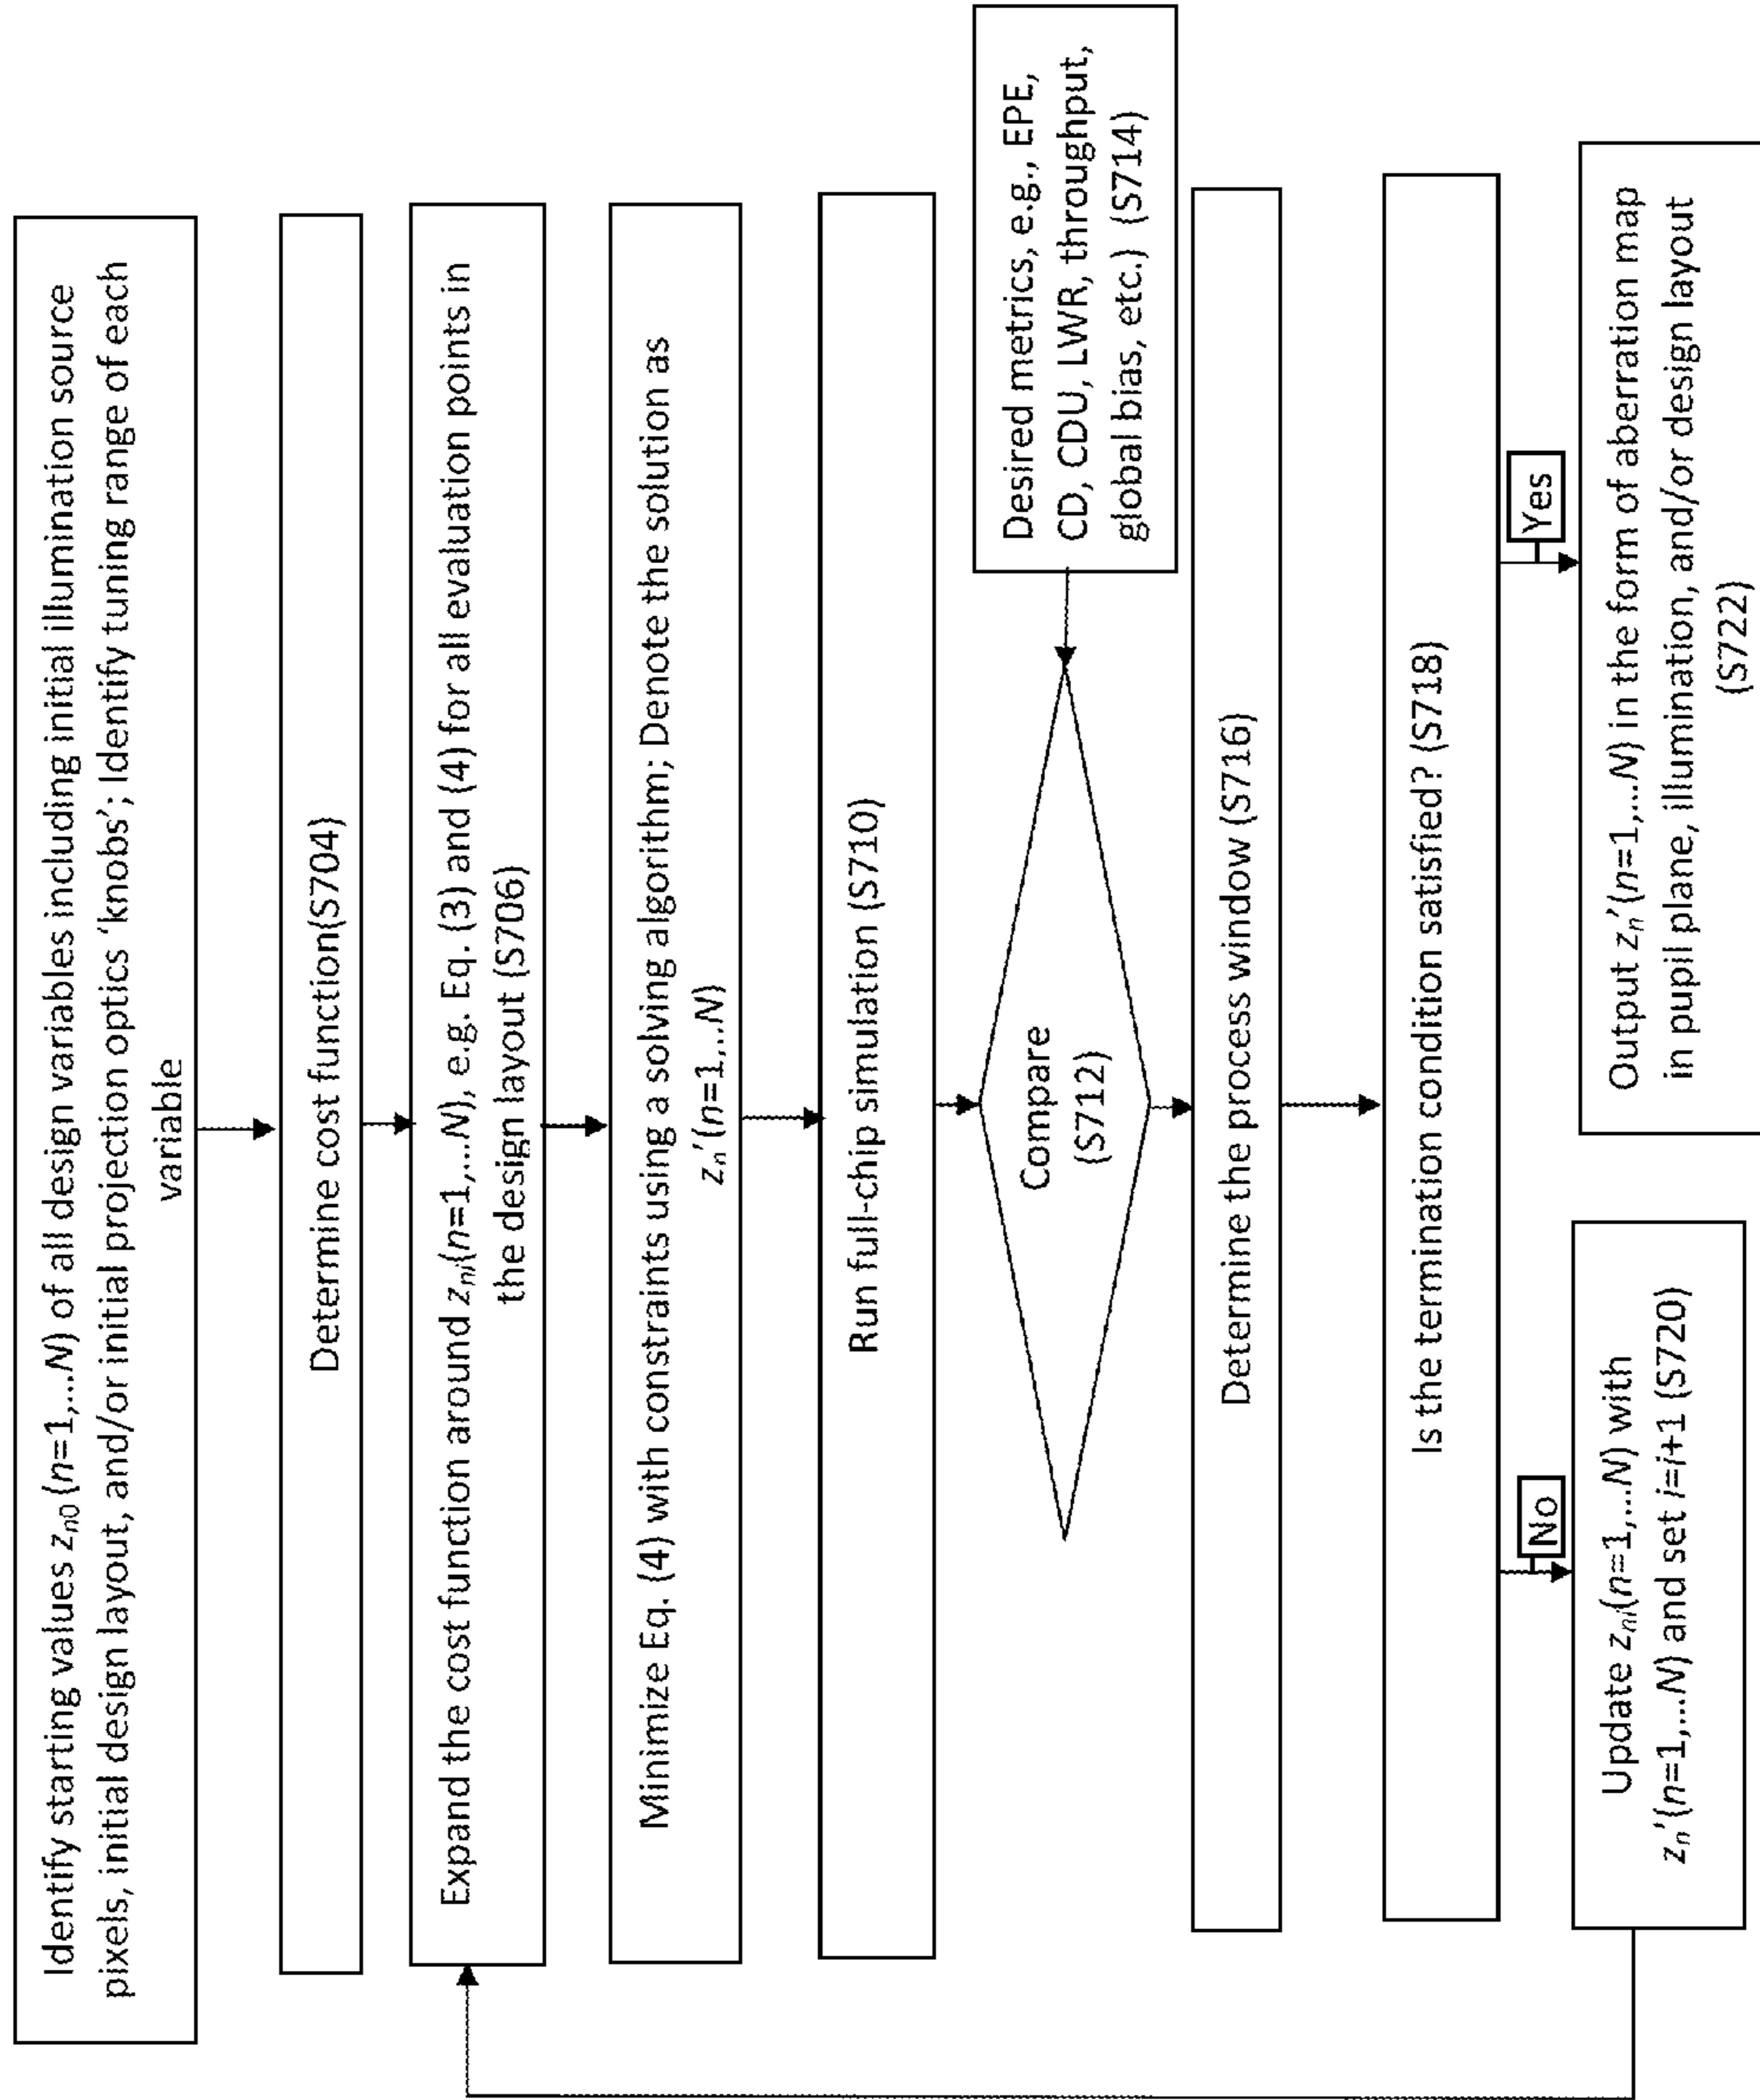 Identify starting values zn0 (n=1,...N) of all design variables including initial illumination source
pixels, initial design layout, and/or initial projection optics 'knobs'; Identify tuning range of each
variable
Determine cost function(S704)
Expand the cost function around zni(n=1,...N), e.g. Eq. (3) and (4) for all evaluation points in
the design layout (S706)
Minimize Eq. (4) with constraints using a solving algorithm; Denote the solution as
zn'(n=1,..N)
Run full-chip simulation (S710)
Compare
(S712)
Desired metrics, e.g., EPE,
CD, CDU, LWR, throughput,
global bias, etc.) (S714)
Determine the process window (S716)
Is the termination condition satisfied? (S718)
No
Yes
Update zni(n=1,...N) with
zn'(n=1,...N) and set i=i+1 (S720)
Output zn'(n=1,...N) in the form of aberration map
in pupil plane, illumination, and/or design layout
(S722)